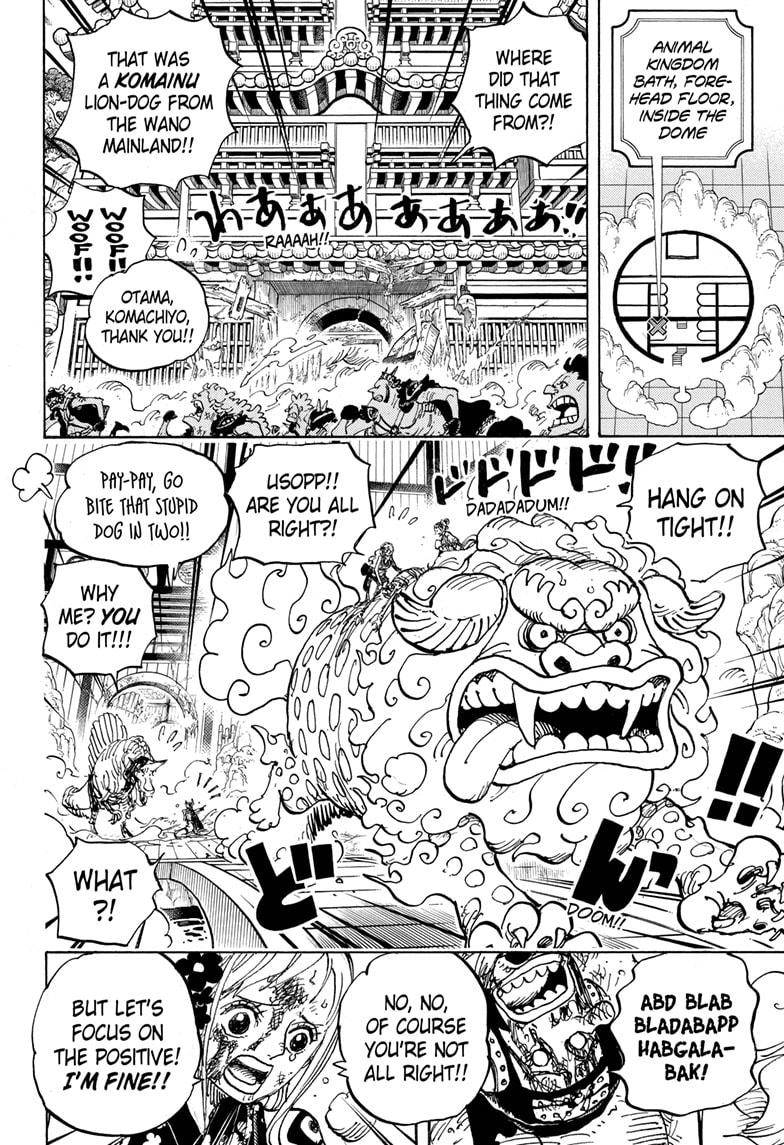 ANIMAL
KINGDOM
BATH, FORE-
HEAD FLOOR,
INSIDE THE
DOME
WHERE
DID THAT
THING COME
FROM?!
THAT WAS
A KOMAINU
LION-DOG FROM
THE WANO
MAINLAND!!
わあああああああ!!
RAAAAH!!
WOOF!!
WOOF!!
OTAMA,
KOMACHIYO,
THANK YOU!!
HANG ON
TIGHT!!
ドドドドド!!
DADADADUM!!
USOPP!!
ARE YOU ALL
RIGHT?!
PAY-PAY, GO
BITE THAT STUPID
DOG IN TWO!!
WHY
ME? YOU
DO IT!!!
!!
どんっ
DOOM!!
WHAT
?!
ABD BLAB
BLADABAPP
HABGALA-
BAK!
NO, NO,
OF COURSE
YOU'RE NOT
ALL RIGHT!!
BUT LET'S
FOCUS ON
THE POSITIVE!
I'M FINE!!